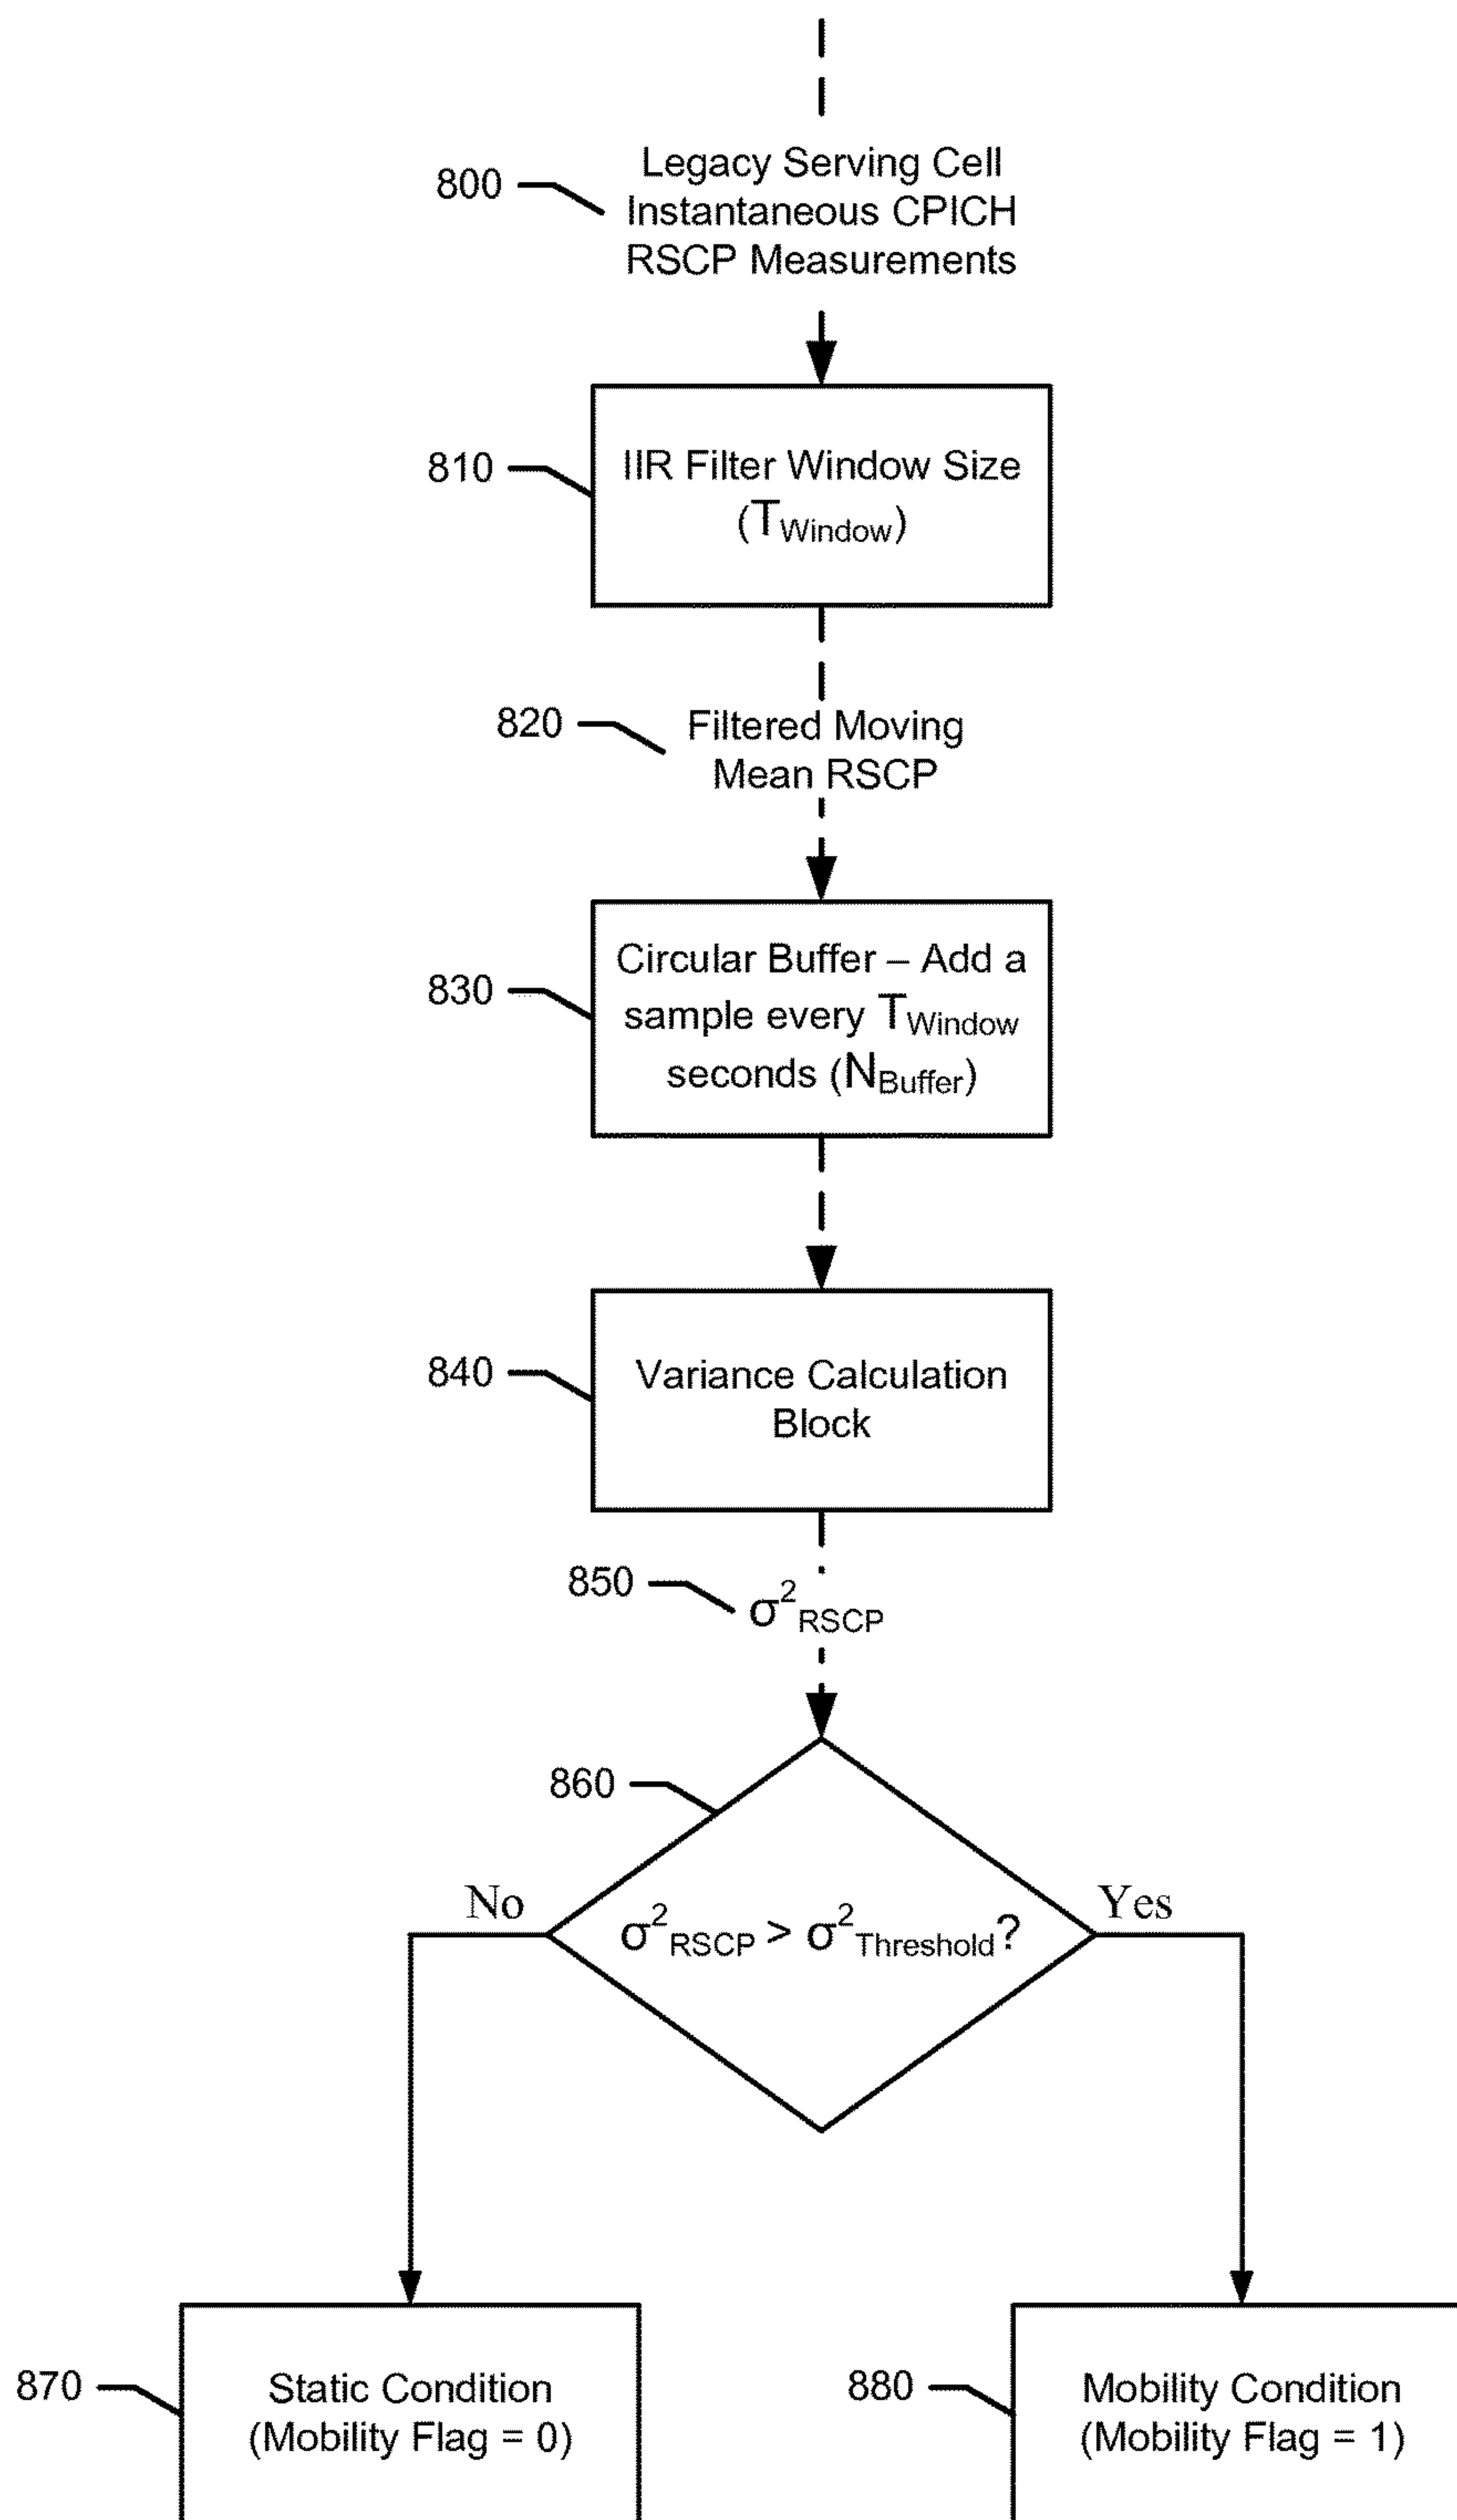 800
Legacy Serving Cell
Instantaneous CPICH
RSCP Measurements
810
IIR Filter Window Size
(TWindow)
820
Filtered Moving
Mean RSCP
830
Circular Buffer – Add a
sample every TWindow
seconds (NBuffer)
840
Variance Calculation
Block
850
σ²RSCP
860
No
σ²RSCP > σ²Threshold?
Yes
870
Static Condition
(Mobility Flag = 0)
880
Mobility Condition
(Mobility Flag = 1)